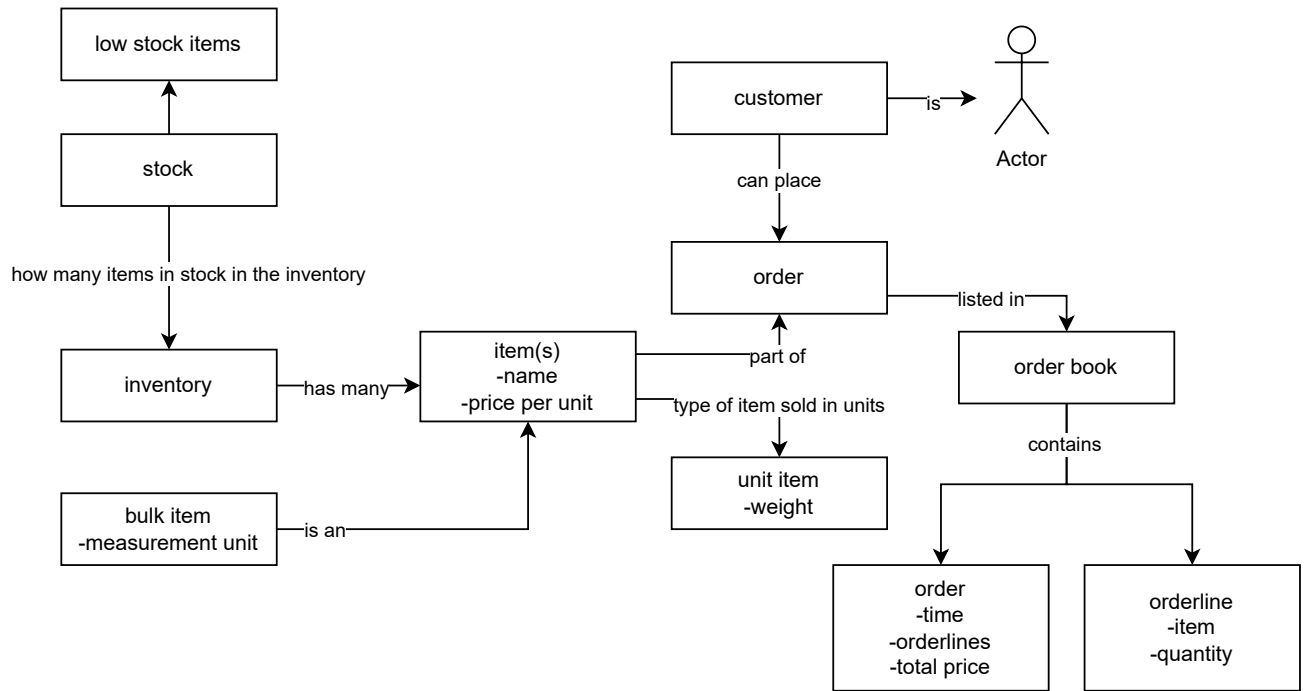 low stock items
stock
how many items in stock in the inventory
inventory
has many
bulk item
-measurement unit
is an
item(s)
-name
-price per unit
customer
is
Actor
can place
order
listed in
part of
type of item sold in units
unit item
-weight
order book
contains
order
-time
-orderlines
-total price
orderline
-item
-quantity